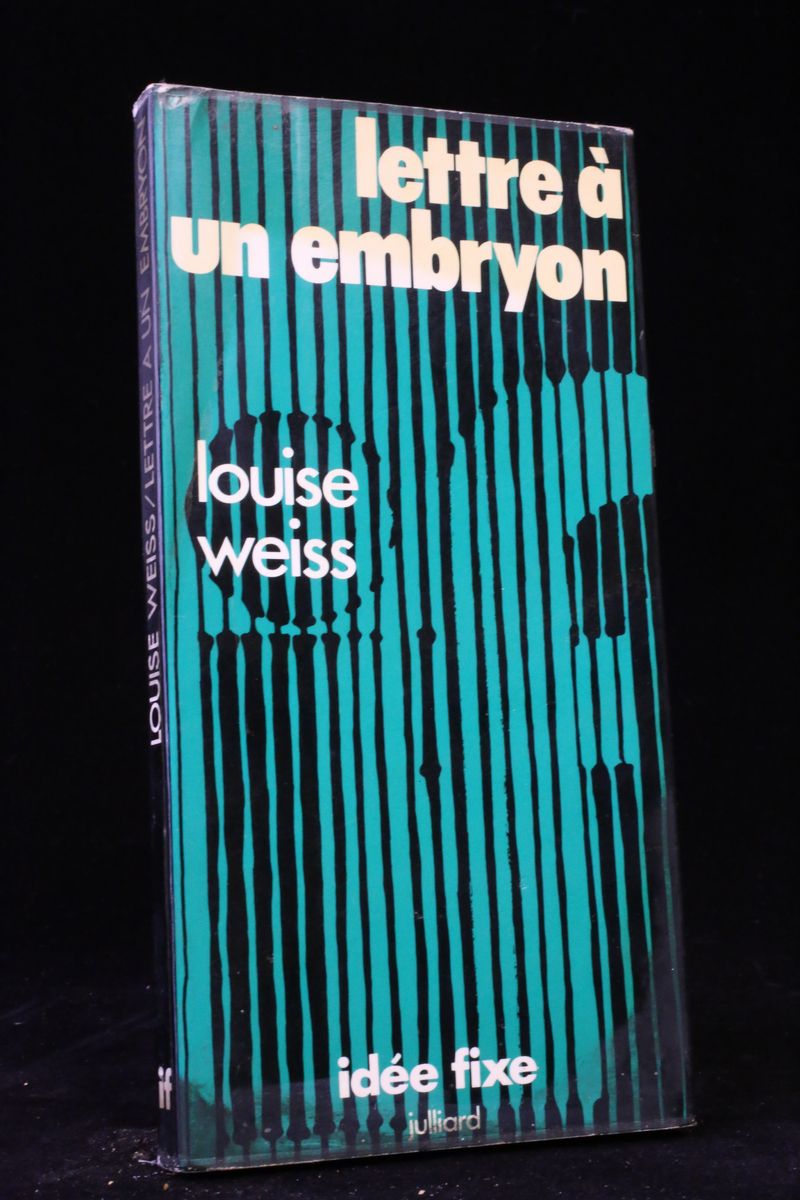 lettre à
un embryon
louise
weiss
idée fixe
julliard
LOUISE WEISS / LETTRE A UN EMBRYON
if